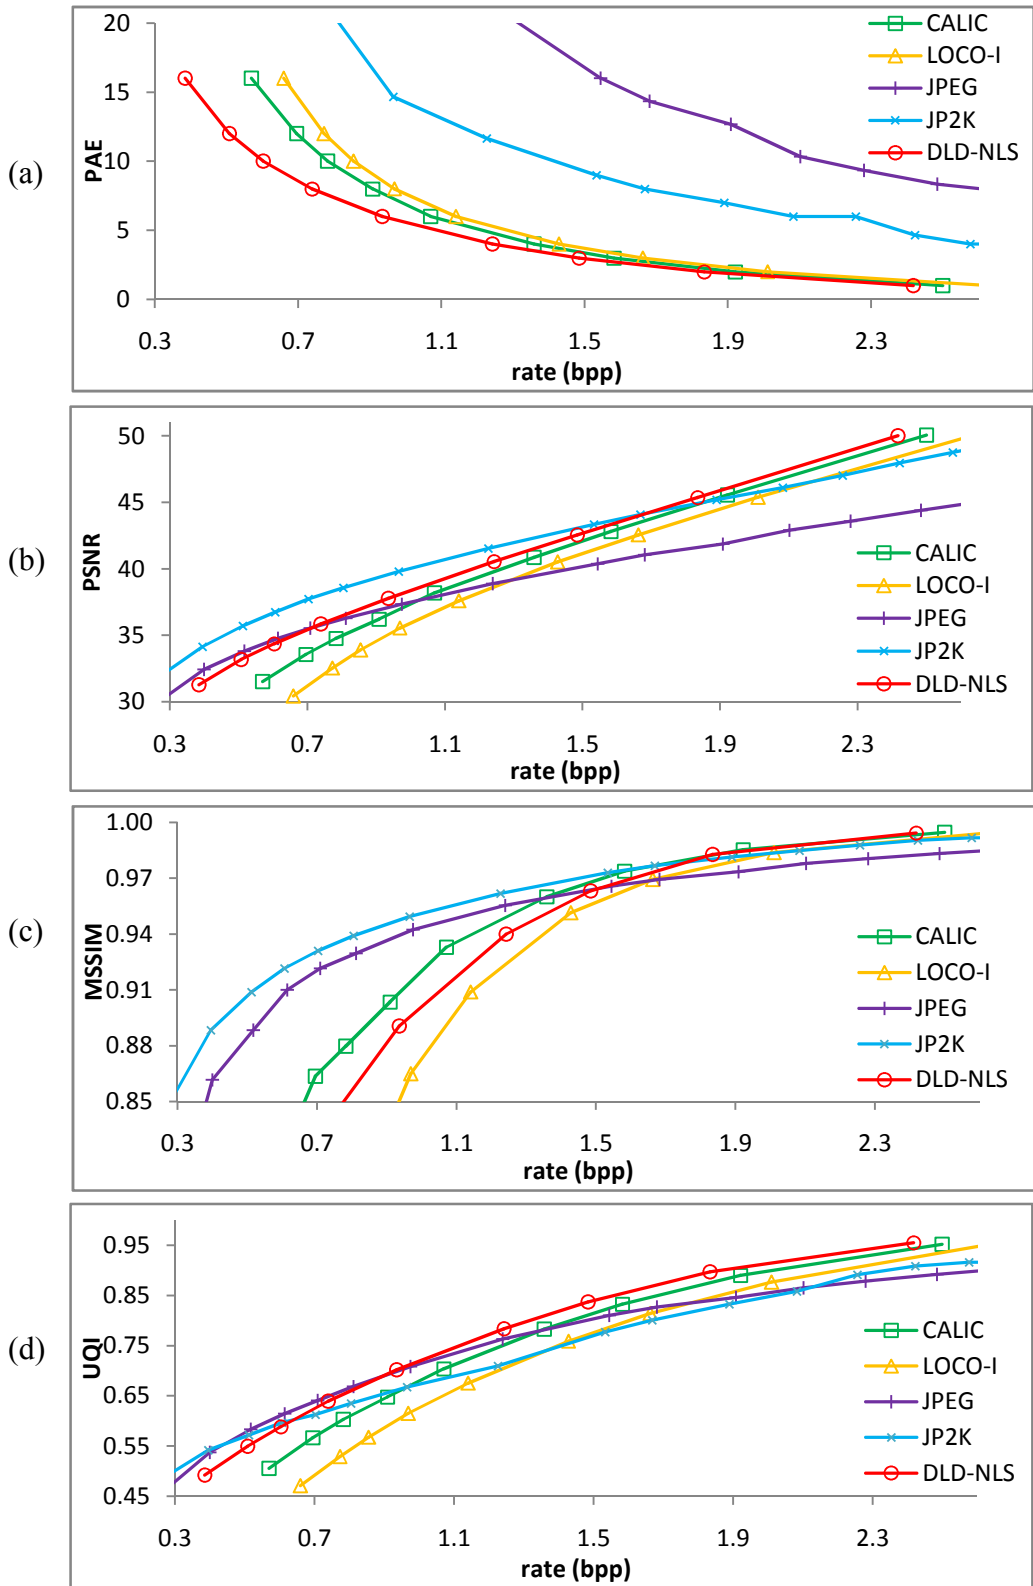 (a)
PAE
20
15
10
5
0
0.3 0.7 1.1 1.5 1.9 2.3
rate (bpp)
CALIC
LOCO-I
JPEG
JP2K
DLD-NLS
(b)
PSNR
50
45
40
35
30
0.3 0.7 1.1 1.5 1.9 2.3
rate (bpp)
CALIC
LOCO-I
JPEG
JP2K
DLD-NLS
(c)
MSSIM
1.00
0.97
0.94
0.91
0.88
0.85
0.3 0.7 1.1 1.5 1.9 2.3
rate (bpp)
CALIC
LOCO-I
JPEG
JP2K
DLD-NLS
(d)
UQI
0.95
0.85
0.75
0.65
0.55
0.45
0.3 0.7 1.1 1.5 1.9 2.3
rate (bpp)
CALIC
LOCO-I
JPEG
JP2K
DLD-NLS